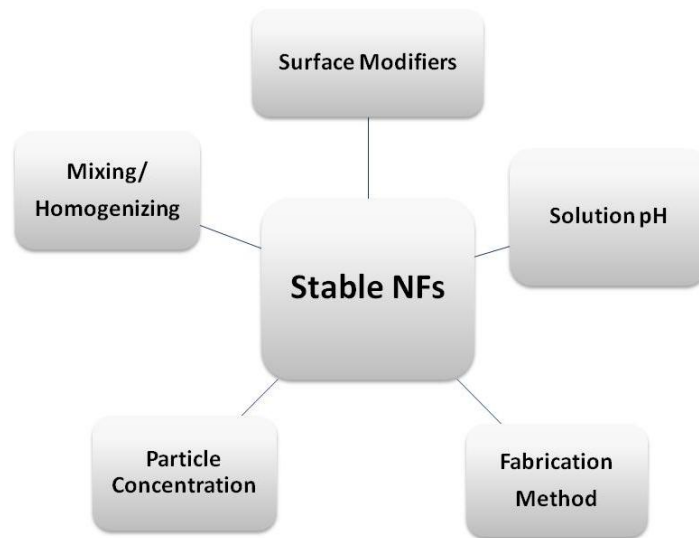 Surface Modifiers
Mixing/
Homogenizing
Solution pH
Stable NFs
Particle
Concentration
Fabrication
Method